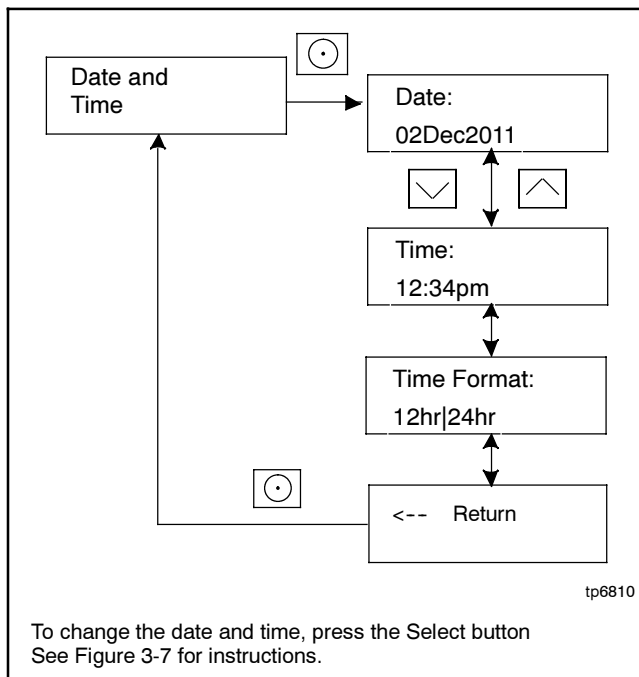 Date and
Time
Date:
02Dec2011
Time:
12:34pm
Time Format:
12hr|24hr
<-- Return
tp6810
To change the date and time, press the Select button
See Figure 3-7 for instructions.